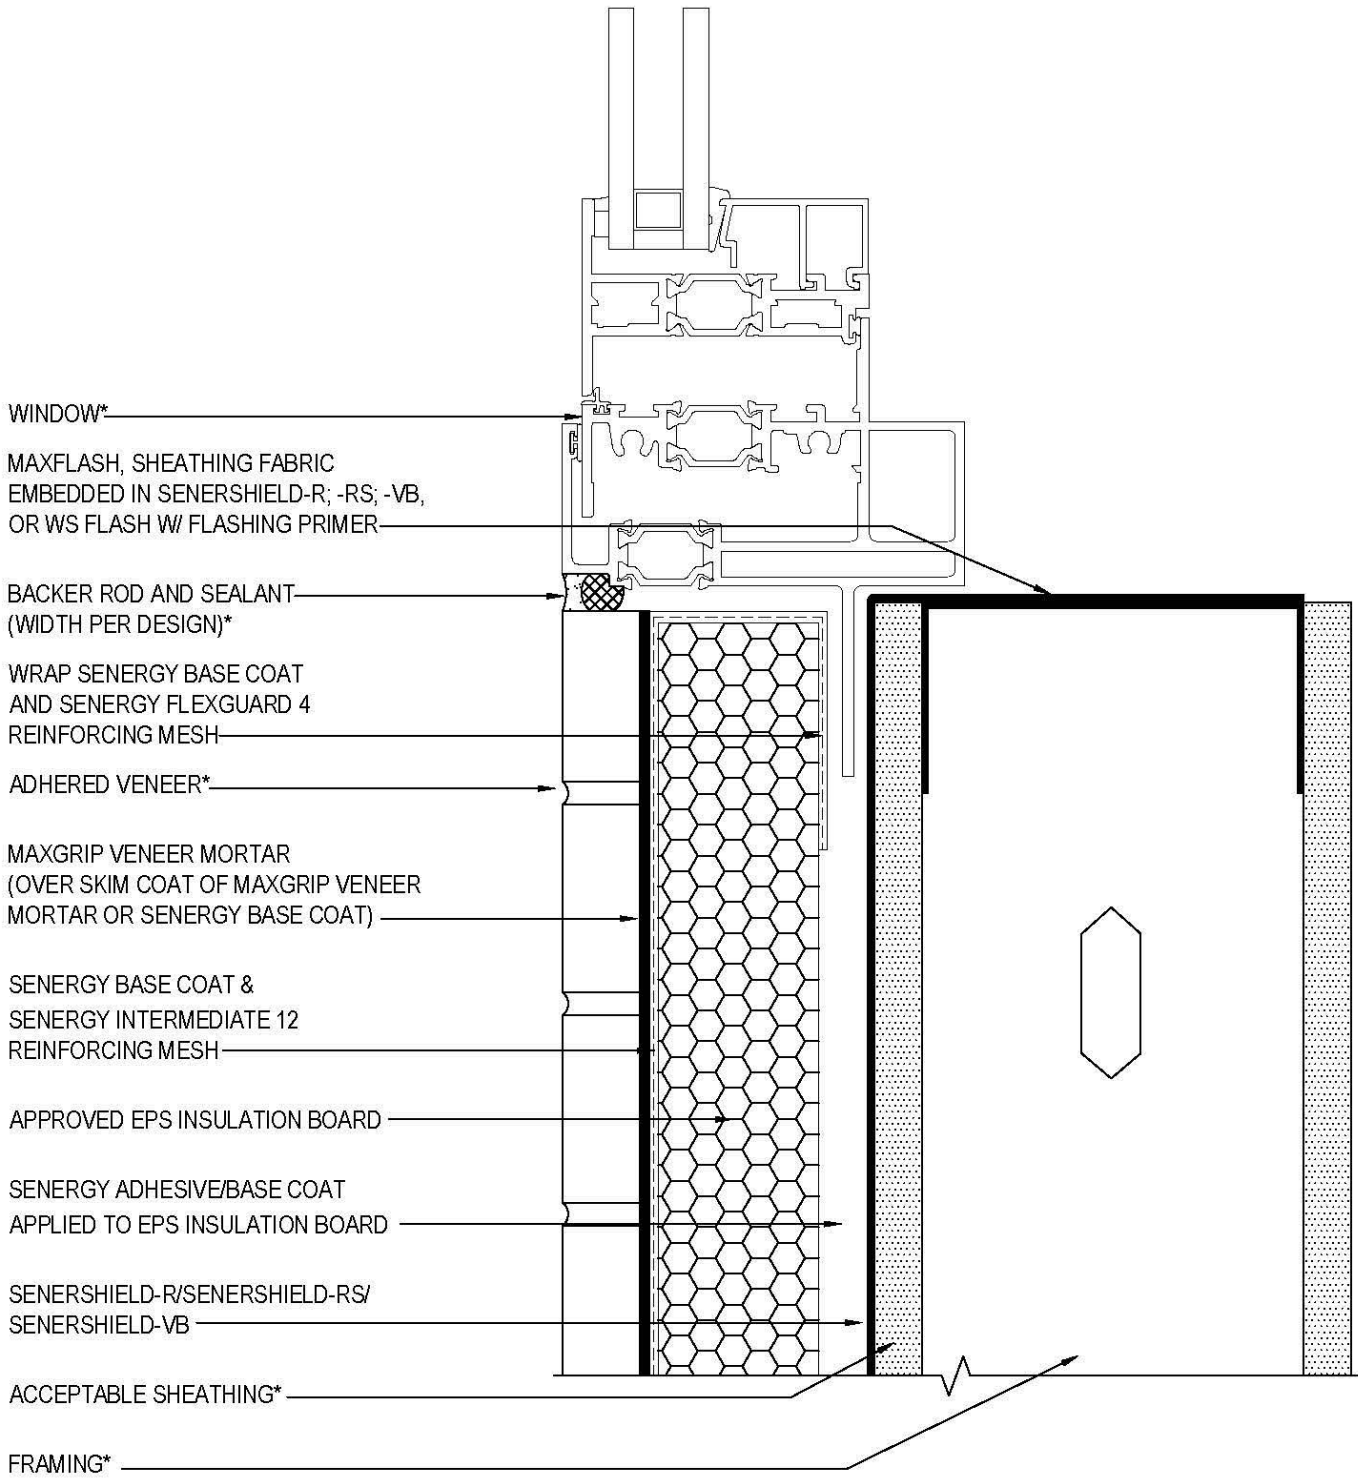 WINDOW*
MAXFLASH, SHEATHING FABRIC
EMBEDDED IN SENERSHIELD-R; -RS; -VB,
OR WS FLASH W/ FLASHING PRIMER
BACKER ROD AND SEALANT
(WIDTH PER DESIGN)*
WRAP SENERGY BASE COAT
AND SENERGY FLEXGUARD 4
REINFORCING MESH
ADHERED VENEER*
MAXGRIP VENEER MORTAR
(OVER SKIM COAT OF MAXGRIP VENEER
MORTAR OR SENERGY BASE COAT)
SENERGY BASE COAT &
SENERGY INTERMEDIATE 12
REINFORCING MESH
APPROVED EPS INSULATION BOARD
SENERGY ADHESIVE/BASE COAT
APPLIED TO EPS INSULATION BOARD
SENERSHIELD-R/SENERSHIELD-RS/
SENERSHIELD-VB
ACCEPTABLE SHEATHING*
FRAMING*